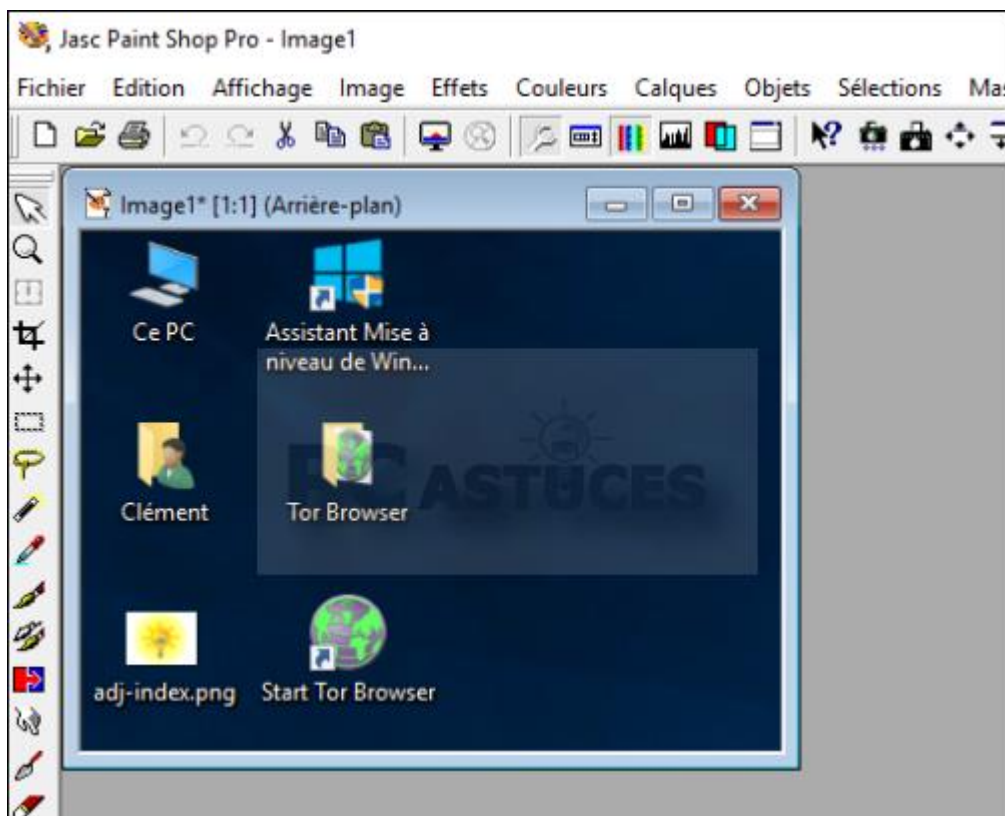 Jasc Paint Shop Pro - Image1
Fichier Edition Affichage Image Effets Couleurs Calques Objets Sélections Mas
Image1* [1:1] (Arrière-plan)
Ce PC
Assistant Mise à
niveau de Win...
PC ASTUCES
Clément
Tor Browser
adj-index.png
Start Tor Browser